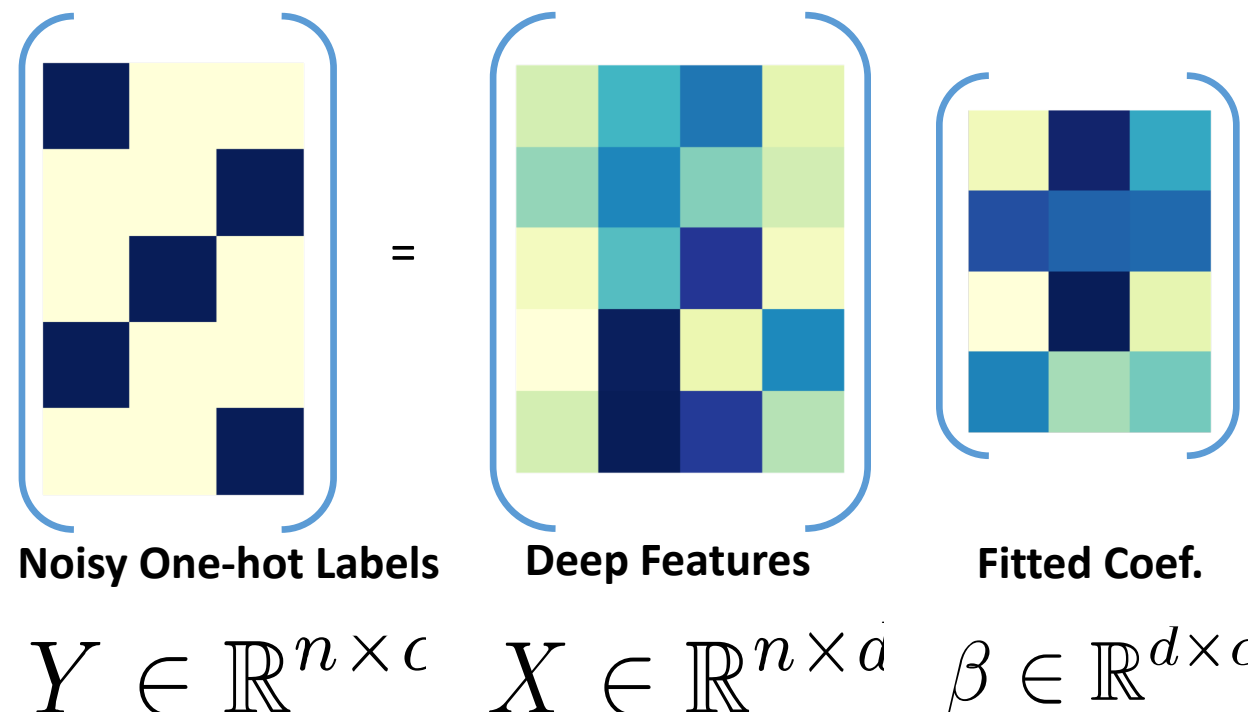 =
Noisy One-hot Labels
Deep Features
Fitted Coef.
Y ∈ ℝ^{n×c}
X ∈ ℝ^{n×d}
β ∈ ℝ^{d×c}